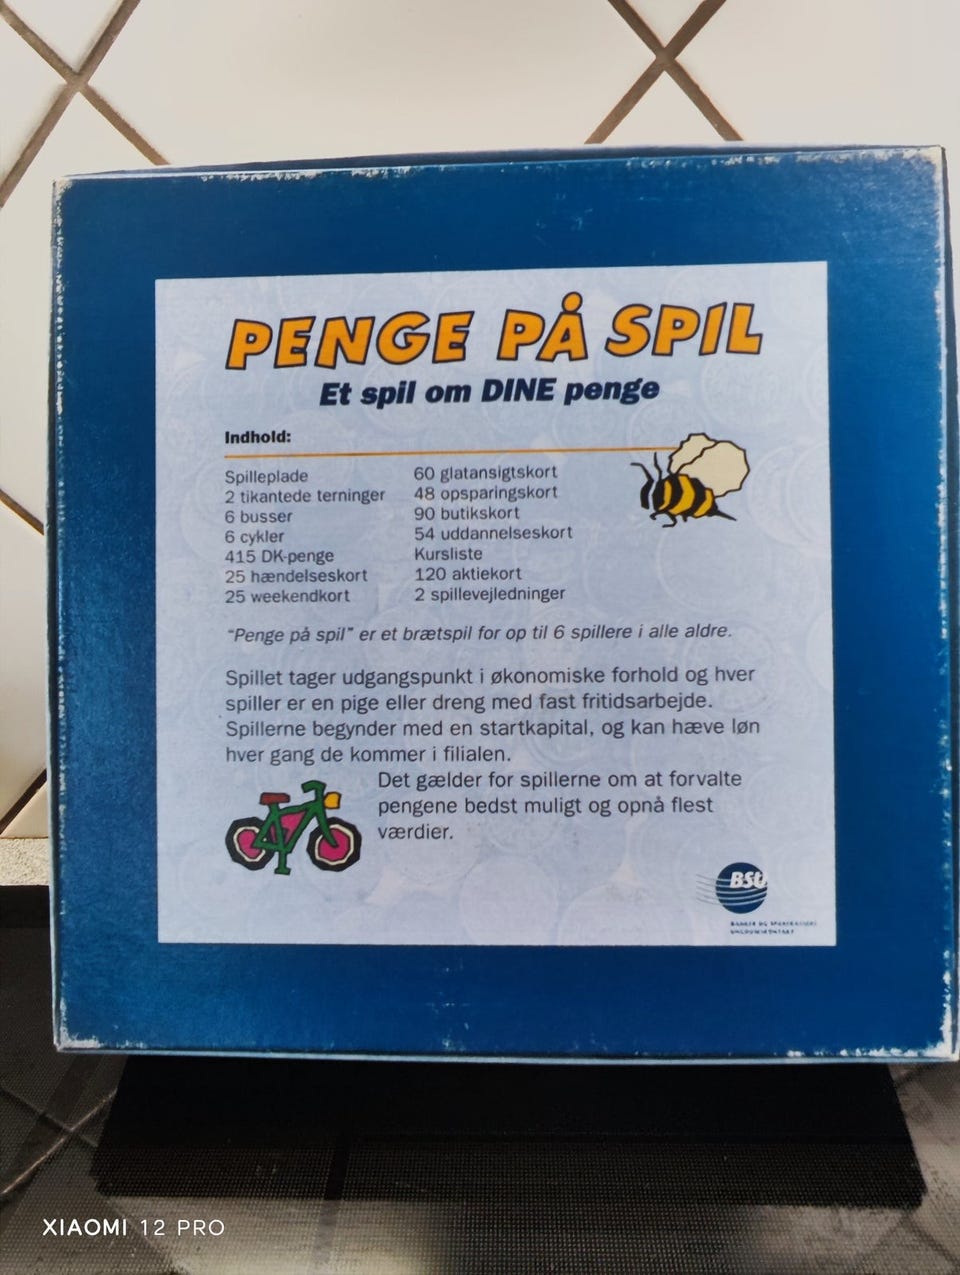 PENGE PÅ SPIL
Et spil om DINE penge
Indhold:
Spilleplade
2 tikantede terninger
6 busser
6 cykler
415 DK-penge
25 hændelseskort
25 weekendkort
60 glatansigtskort
48 opsparingskort
90 butikskort
54 uddannelseskort
Kursliste
120 aktiekort
2 spillevejledninger
"Penge på spil" er et brætspil for op til 6 spillere i alle aldre.
Spillet tager udgangspunkt i økonomiske forhold og hver
spiller er en pige eller dreng med fast fritidsarbejde.
Spillerne begynder med en startkapital, og kan hæve løn
hver gang de kommer i filialen.
Det gælder for spillerne om at forvalte
pengene bedst muligt og opnå flest
værdier.
BSU
BANKER OG SPAREKASSERS
UNGDOMSKONTAKT
XIAOMI 12 PRO